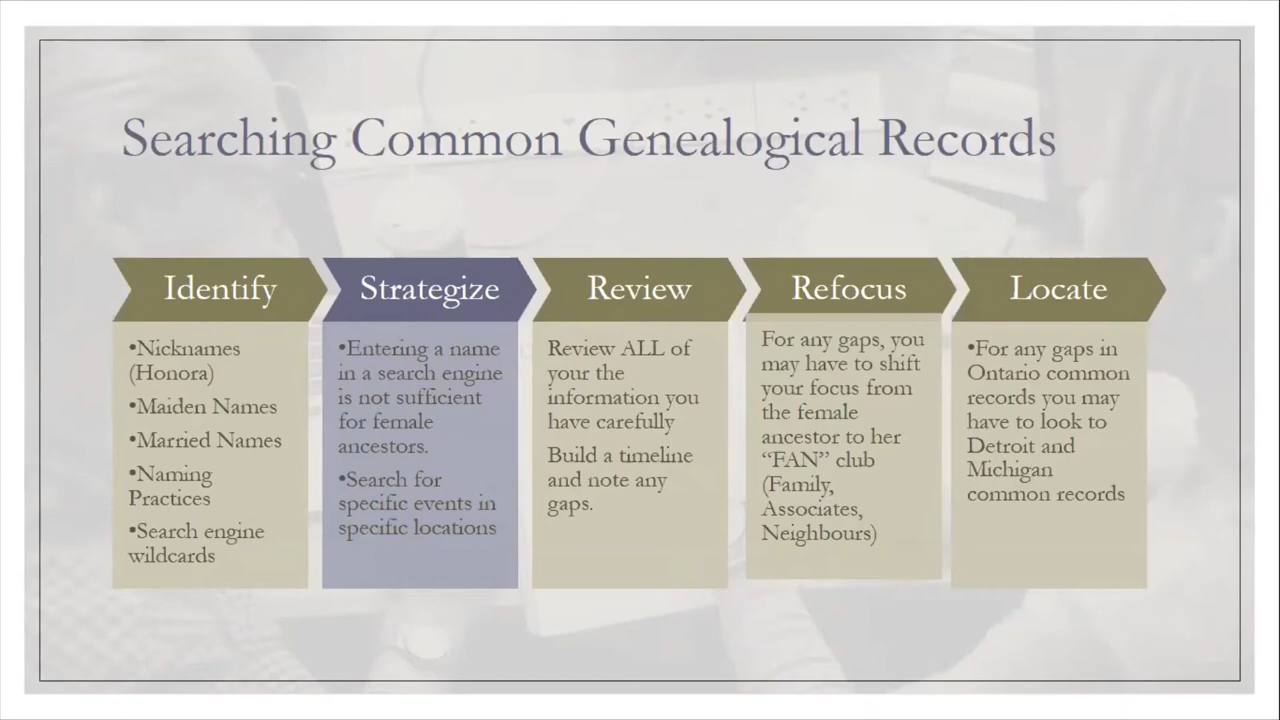 Searching Common Genealogical Records
Identify
•Nicknames
(Honora)
•Maiden Names
•Married Names
•Naming
Practices
•Search engine
wildcards
Strategize
•Entering a name
in a search engine
is not sufficient
for female
ancestors.
•Search for
specific events in
specific locations
Review
Review ALL of
your the
information you
have carefully
Build a timeline
and note any
gaps.
Refocus
For any gaps, you
may have to shift
your focus from
the female
ancestor to her
“FAN” club
(Family,
Associates,
Neighbours)
Locate
•For any gaps in
Ontario common
records you may
have to look to
Detroit and
Michigan
common records